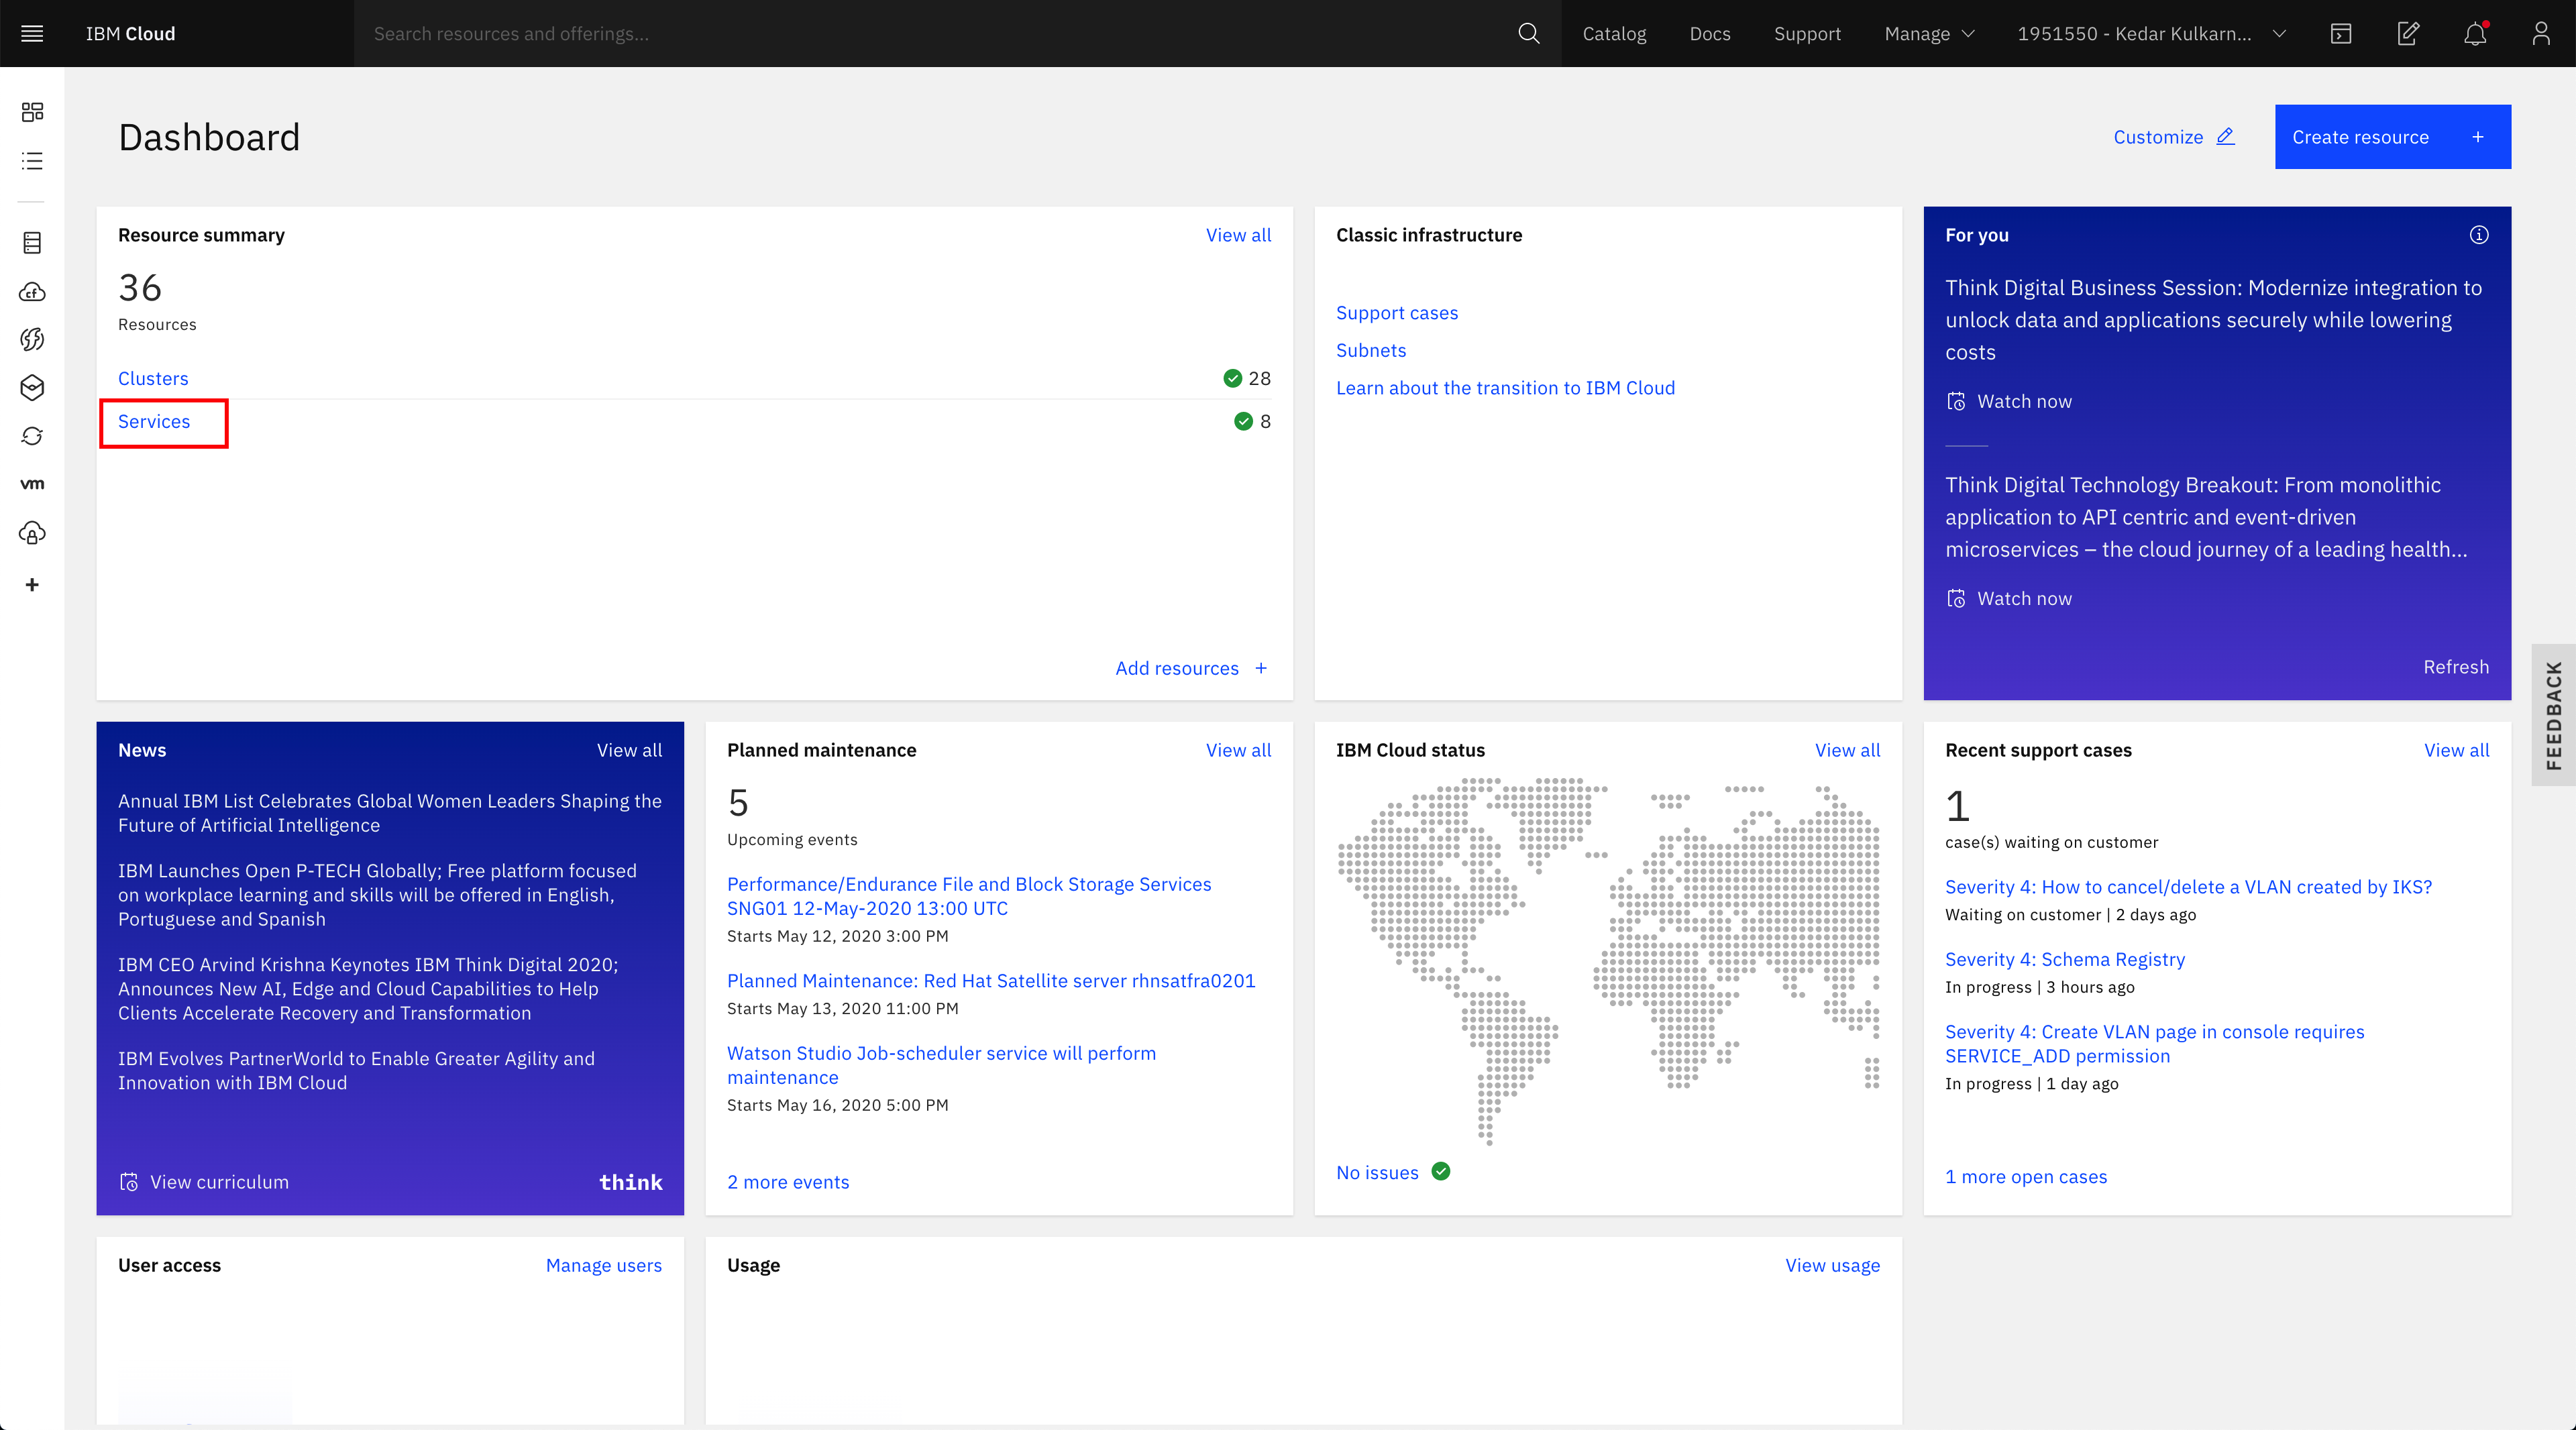 IBM Cloud
Search resources and offerings...
Catalog
Docs
Support
Manage
1951550 - Kedar Kulkarn...
Dashboard
Customize
Create resource +
Resource summary
View all
36
Resources
Clusters
28
Services
8
Add resources +
Classic infrastructure
Support cases
Subnets
Learn about the transition to IBM Cloud
For you
Think Digital Business Session: Modernize integration to
unlock data and applications securely while lowering
costs
Watch now
Think Digital Technology Breakout: From monolithic
application to API centric and event-driven
microservices – the cloud journey of a leading health...
Watch now
Refresh
FEEDBACK
cf
vm
+
News
View all
Annual IBM List Celebrates Global Women Leaders Shaping the
Future of Artificial Intelligence
IBM Launches Open P-TECH Globally; Free platform focused
on workplace learning and skills will be offered in English,
Portuguese and Spanish
IBM CEO Arvind Krishna Keynotes IBM Think Digital 2020;
Announces New AI, Edge and Cloud Capabilities to Help
Clients Accelerate Recovery and Transformation
IBM Evolves PartnerWorld to Enable Greater Agility and
Innovation with IBM Cloud
View curriculum
think
Planned maintenance
View all
5
Upcoming events
Performance/Endurance File and Block Storage Services
SNG01 12-May-2020 13:00 UTC
Starts May 12, 2020 3:00 PM
Planned Maintenance: Red Hat Satellite server rhnsatfra0201
Starts May 13, 2020 11:00 PM
Watson Studio Job-scheduler service will perform
maintenance
Starts May 16, 2020 5:00 PM
2 more events
IBM Cloud status
View all
No issues
Recent support cases
View all
1
case(s) waiting on customer
Severity 4: How to cancel/delete a VLAN created by IKS?
Waiting on customer | 2 days ago
Severity 4: Schema Registry
In progress | 3 hours ago
Severity 4: Create VLAN page in console requires
SERVICE_ADD permission
In progress | 1 day ago
1 more open cases
User access
Manage users
Usage
View usage